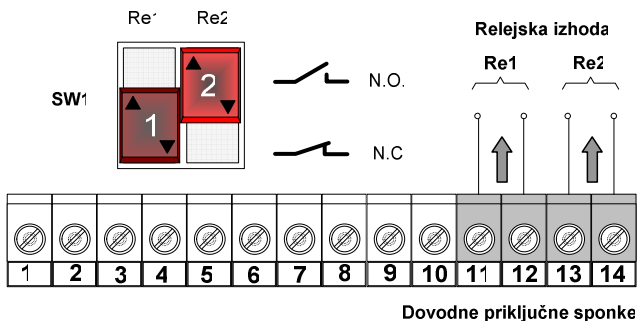 Re1 Re2
Relejska izhoda
Re1 Re2
SW1
2
N.O.
1
N.C
1 2 3 4 5 6 7 8 9 10 11 12 13 14
Dovodne priključne sponke